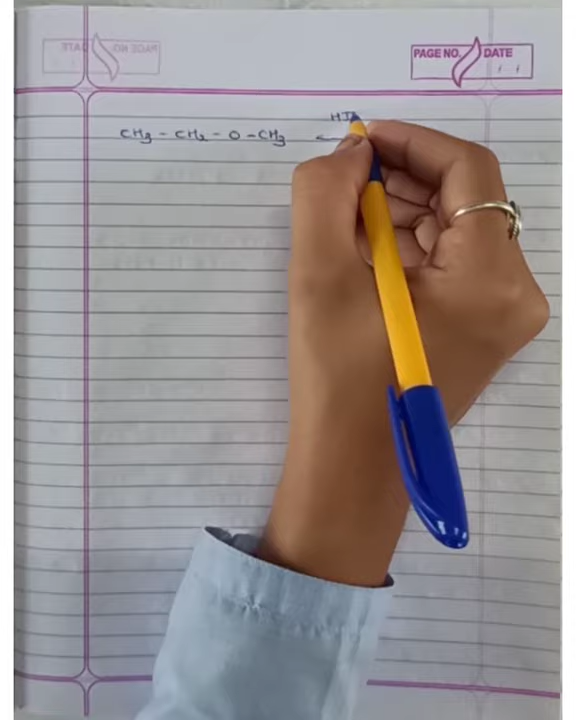 PAGE NO. DATE
HI
CH3 - CH2 - O - CH3